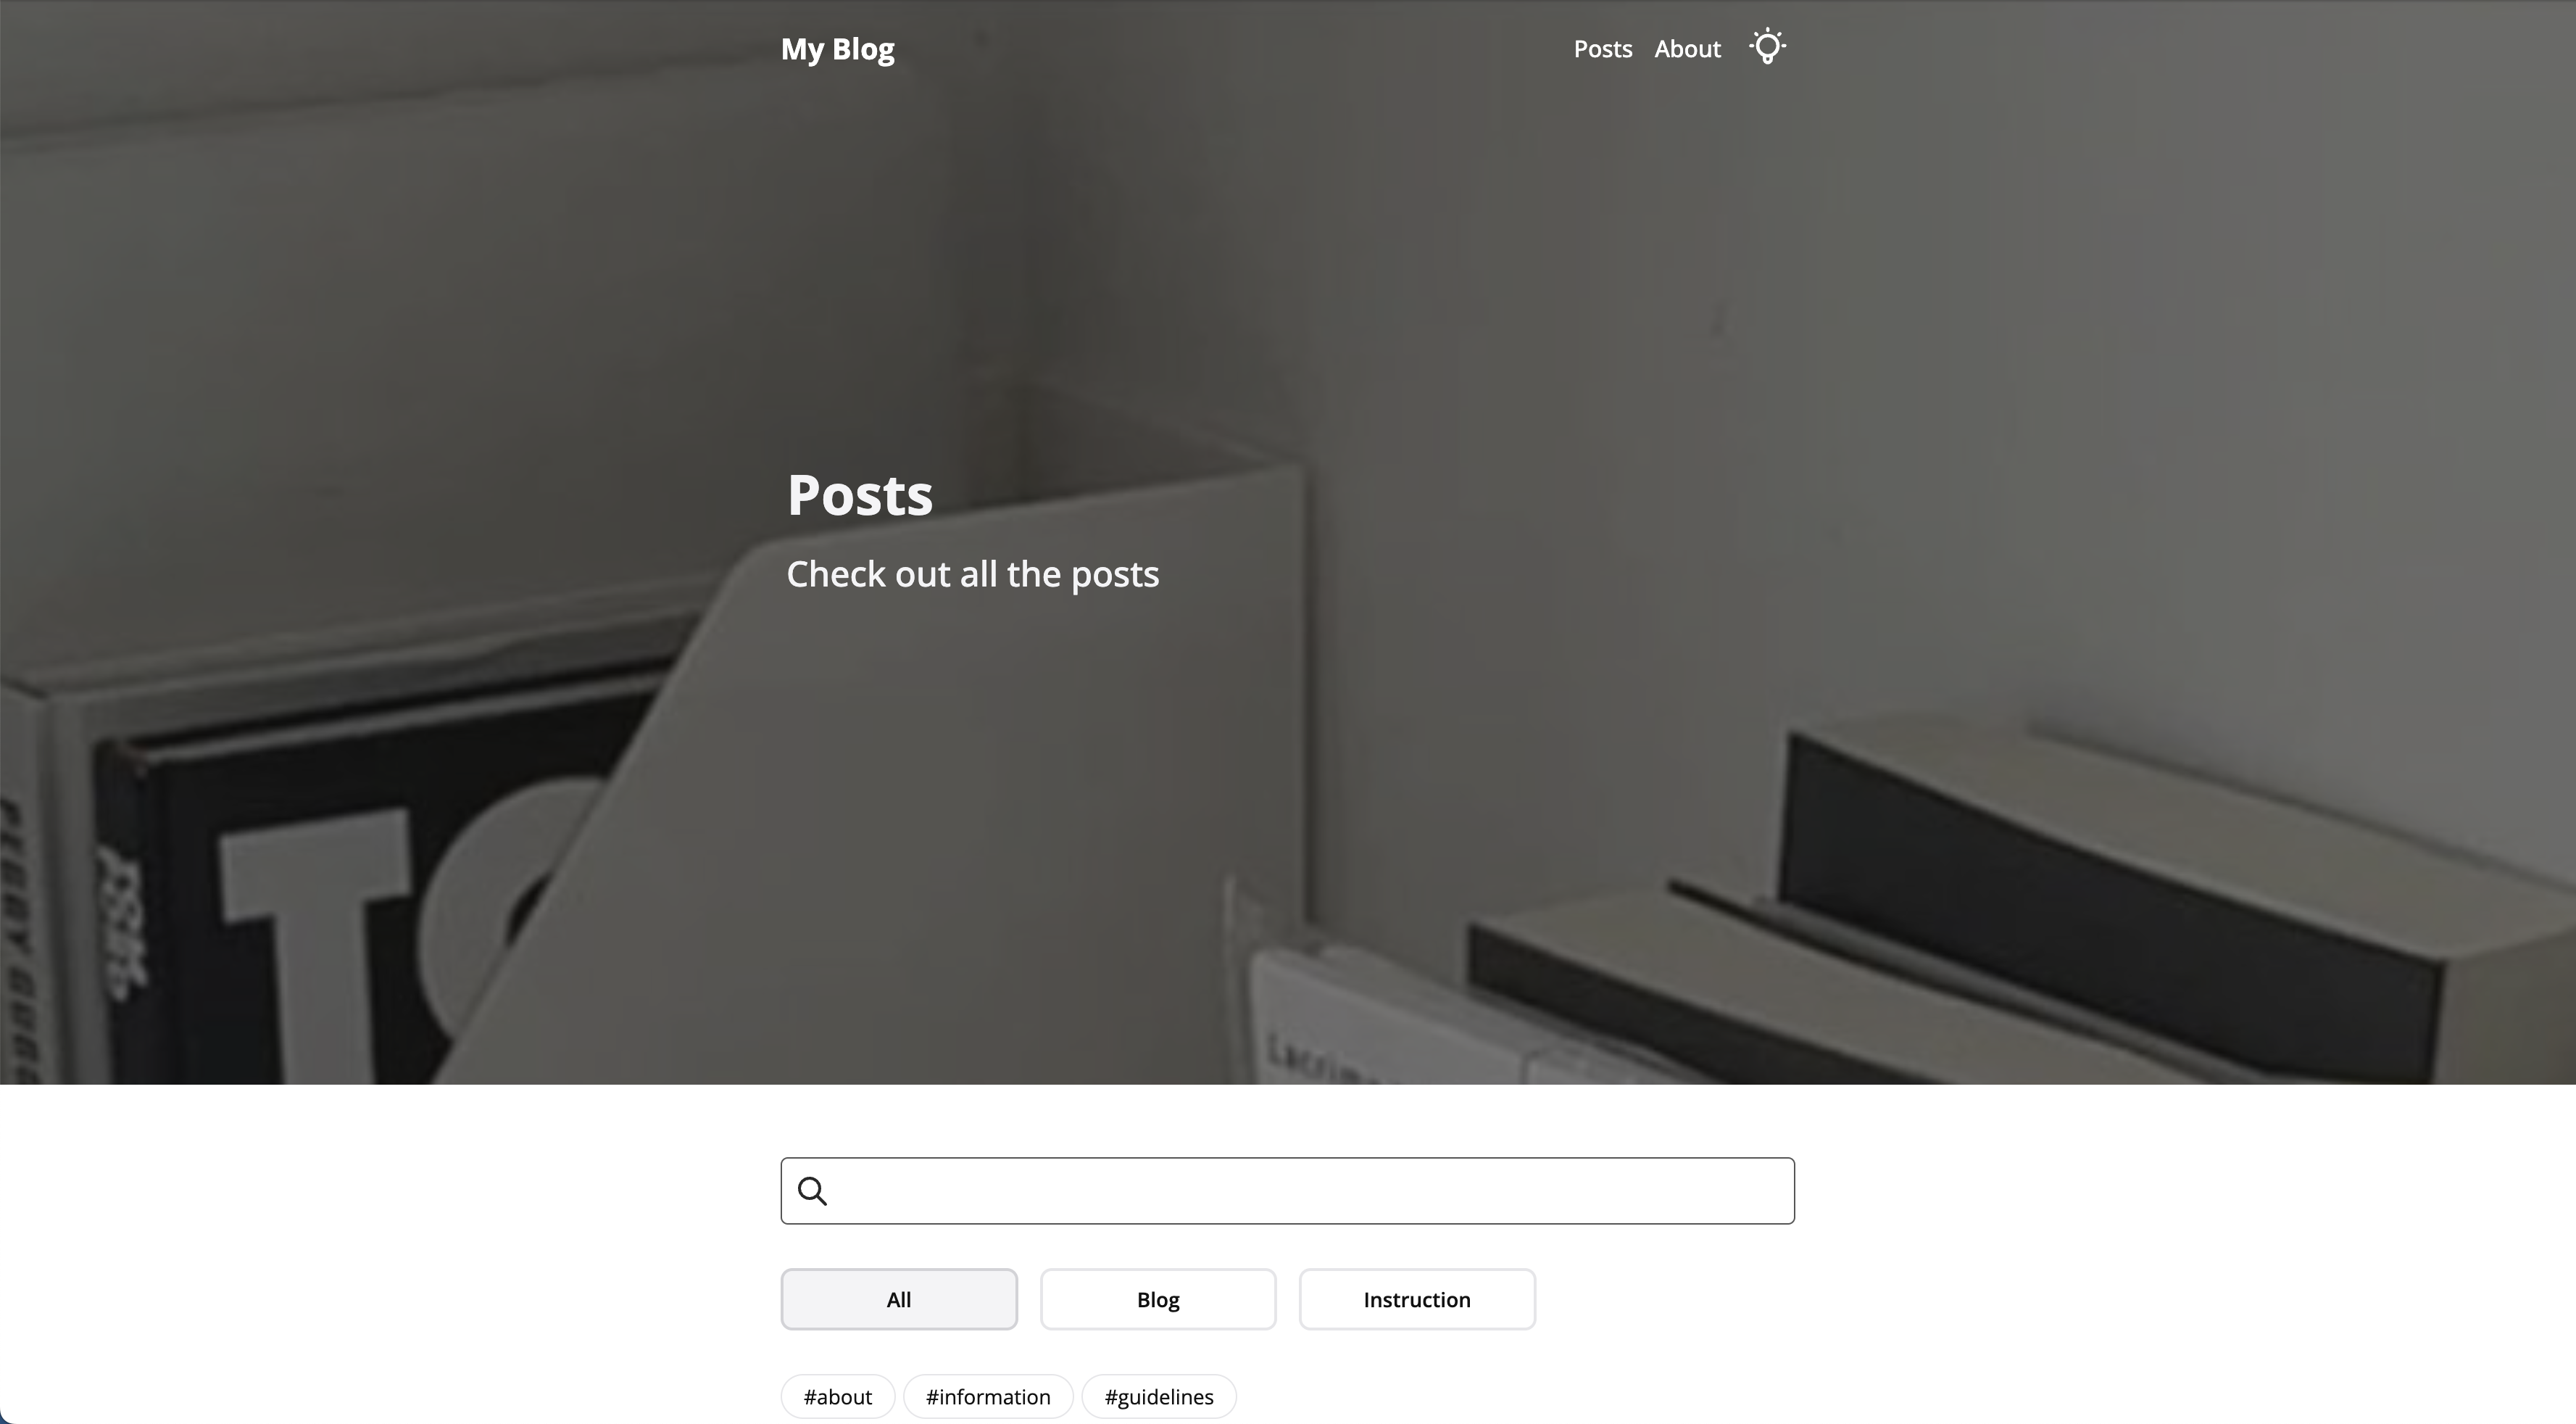 My Blog
Posts About
Posts
Check out all the posts
All Blog Instruction
#about #information #guidelines